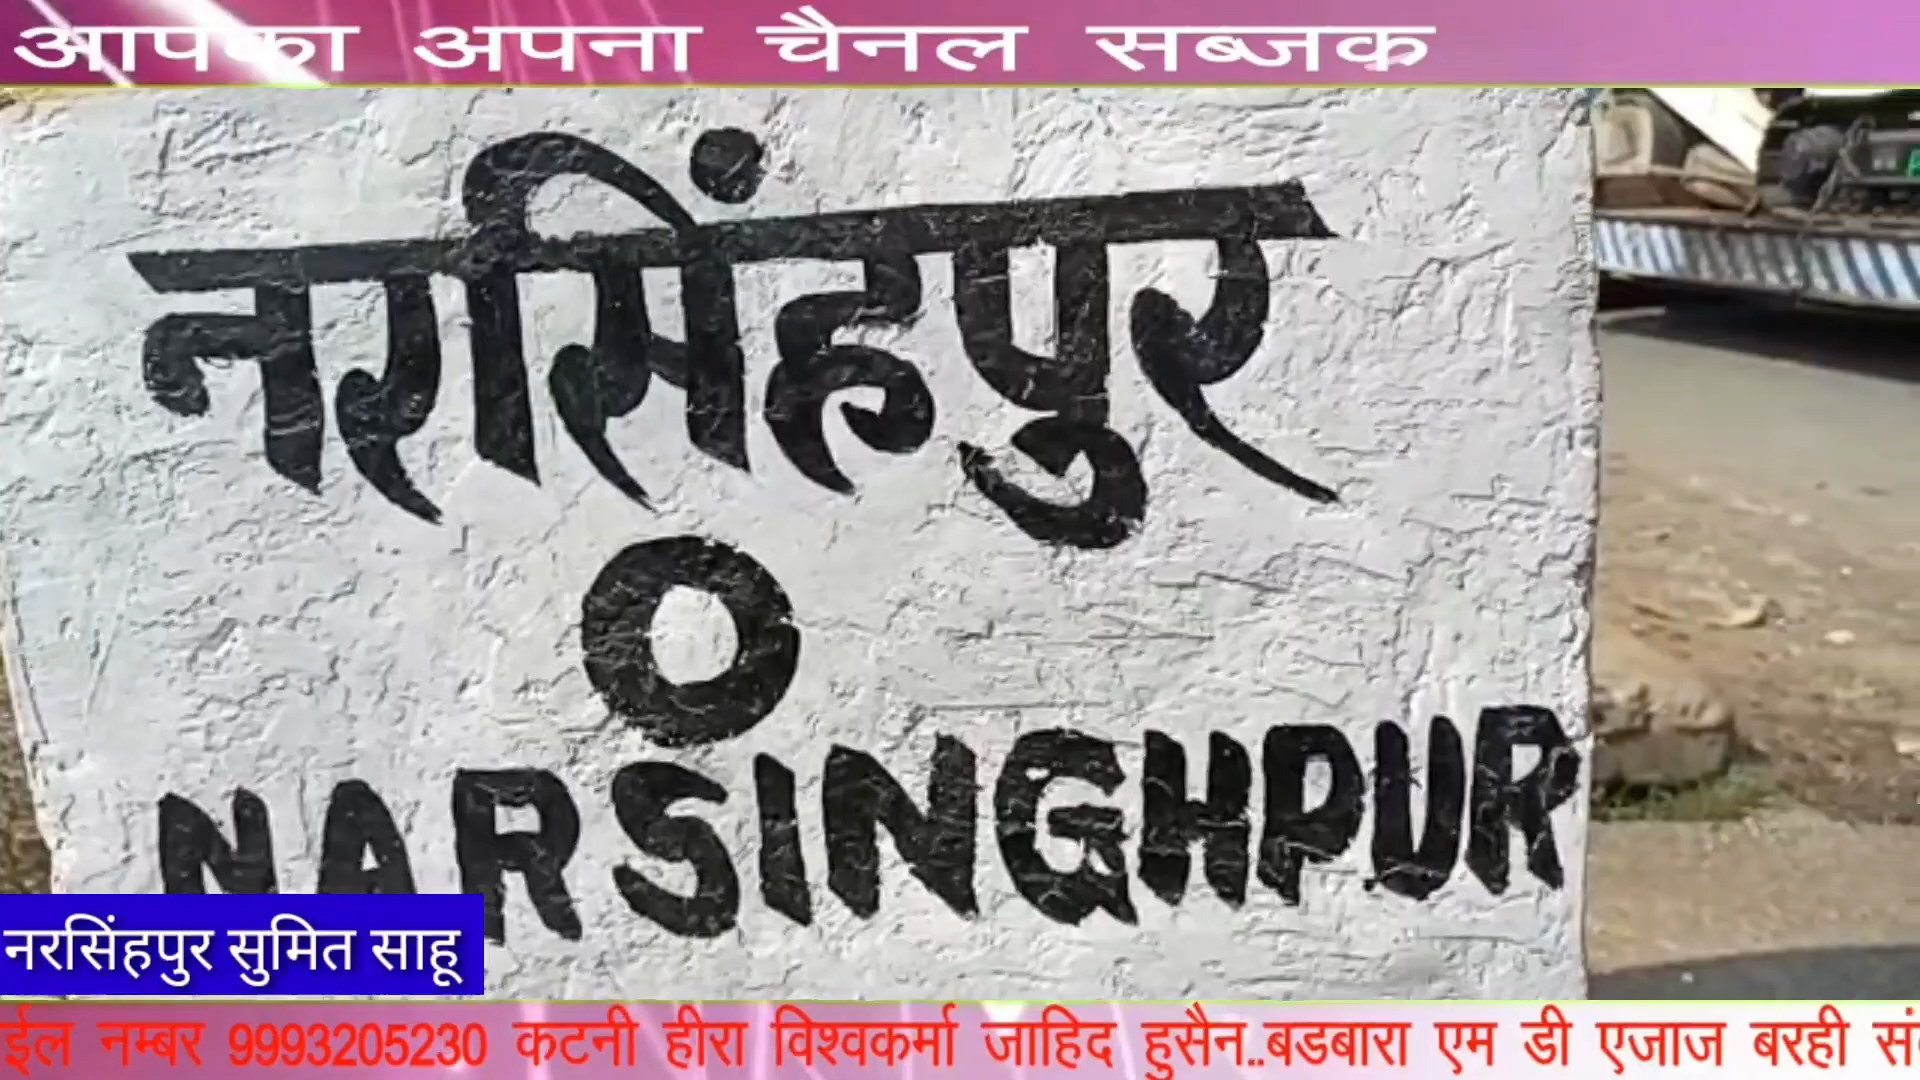 आपका अपना चैनल सब्जक
नरसिंहपुर
NARSINGHPUR
नरसिंहपुर सुमित साहू
ईल नम्बर 9993205230 कटनी हीरा विश्वकर्मा जाहिद हुसैन..बडबारा एम डी एजाज बरही